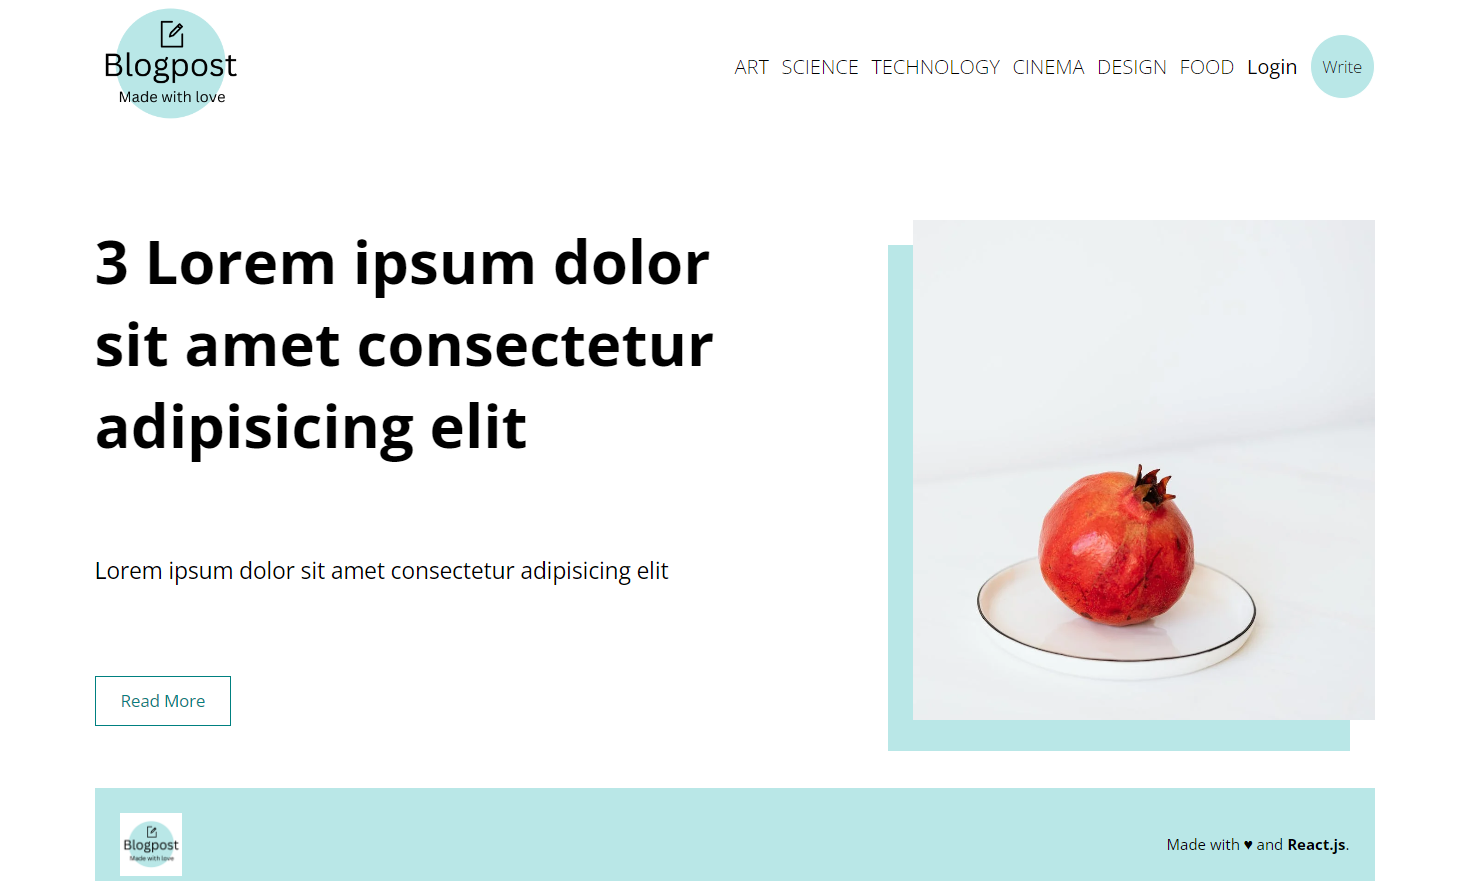 Blogpost
Made with love
ART SCIENCE TECHNOLOGY CINEMA DESIGN FOOD Login Write
3 Lorem ipsum dolor
sit amet consectetur
adipisicing elit
Lorem ipsum dolor sit amet consectetur adipisicing elit
Read More
Blogpost
Made with love
Made with ♥ and React.js.